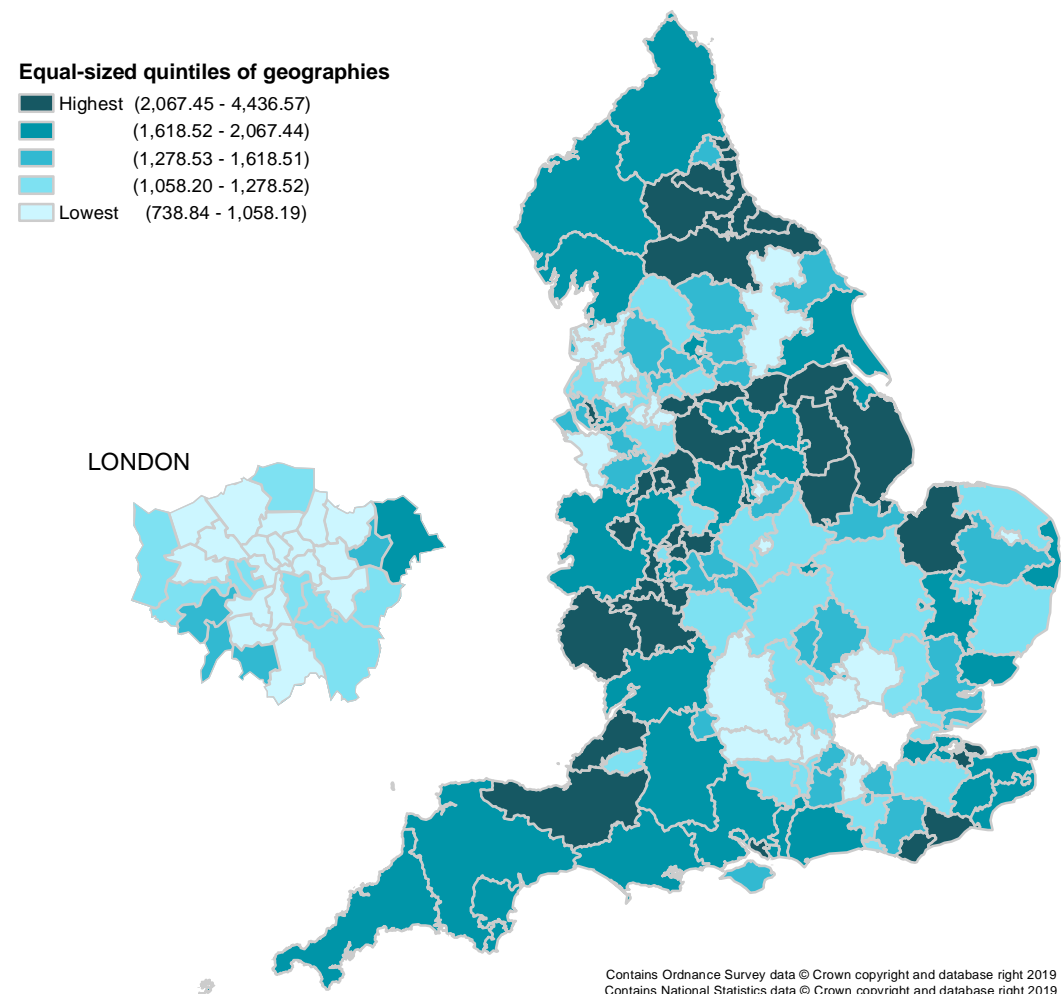 Equal-sized quintiles of geographies
Highest (2,067.45 - 4,436.57)
(1,618.52 - 2,067.44)
(1,278.53 - 1,618.51)
(1,058.20 - 1,278.52)
Lowest (738.84 - 1,058.19)
LONDON
Contains Ordnance Survey data © Crown copyright and database right 2019
Contains National Statistics data © Crown copyright and database right 2019